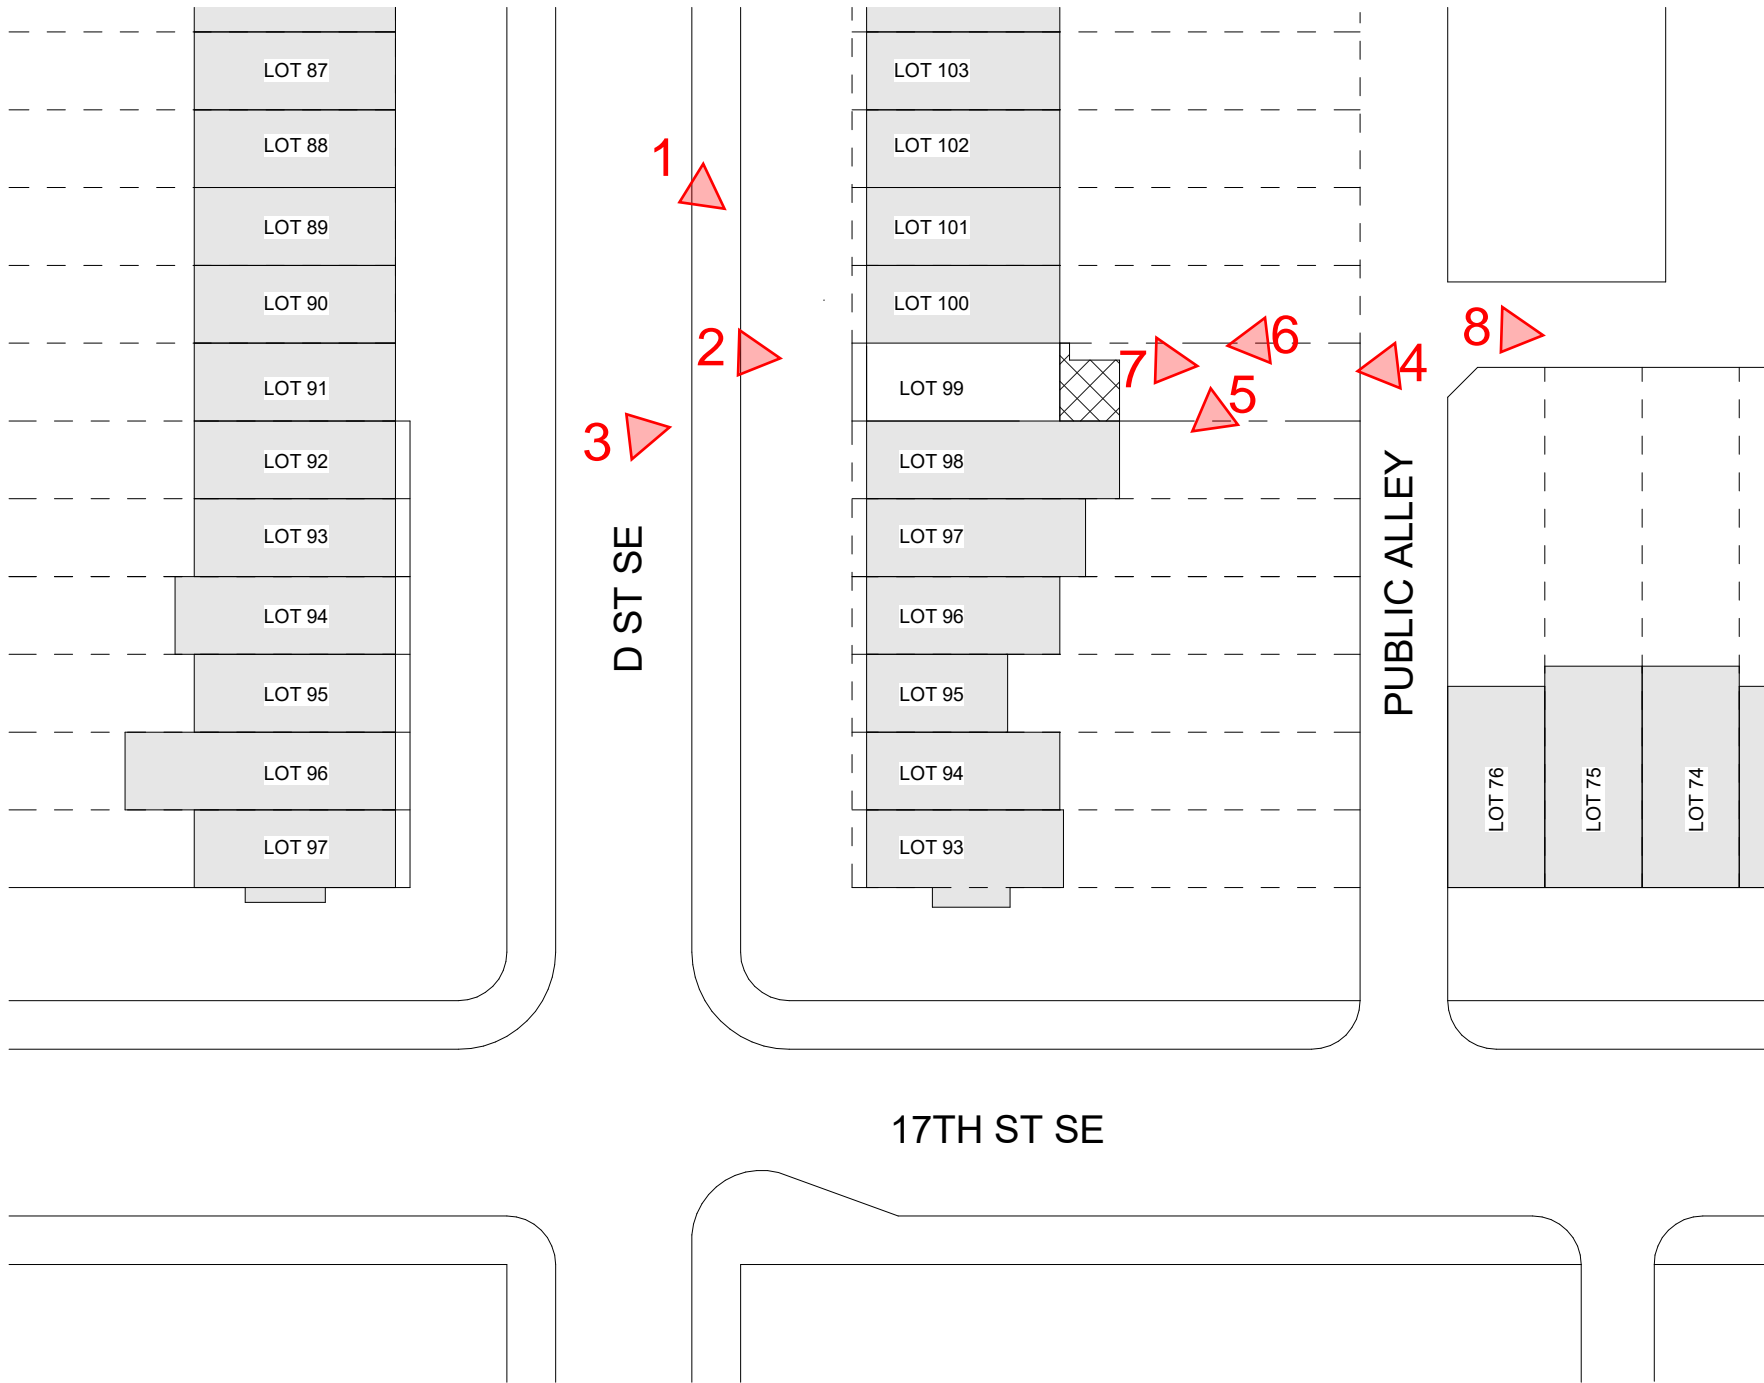 LOT 87
LOT 88
LOT 89
LOT 90
LOT 91
LOT 92
LOT 93
LOT 94
LOT 95
LOT 96
LOT 97
1
2
3
D ST SE
LOT 103
LOT 102
LOT 101
LOT 100
LOT 99
LOT 98
LOT 97
LOT 96
LOT 95
LOT 94
LOT 93
7
6
5
4
8
PUBLIC ALLEY
LOT 76
LOT 75
LOT 74
17TH ST SE